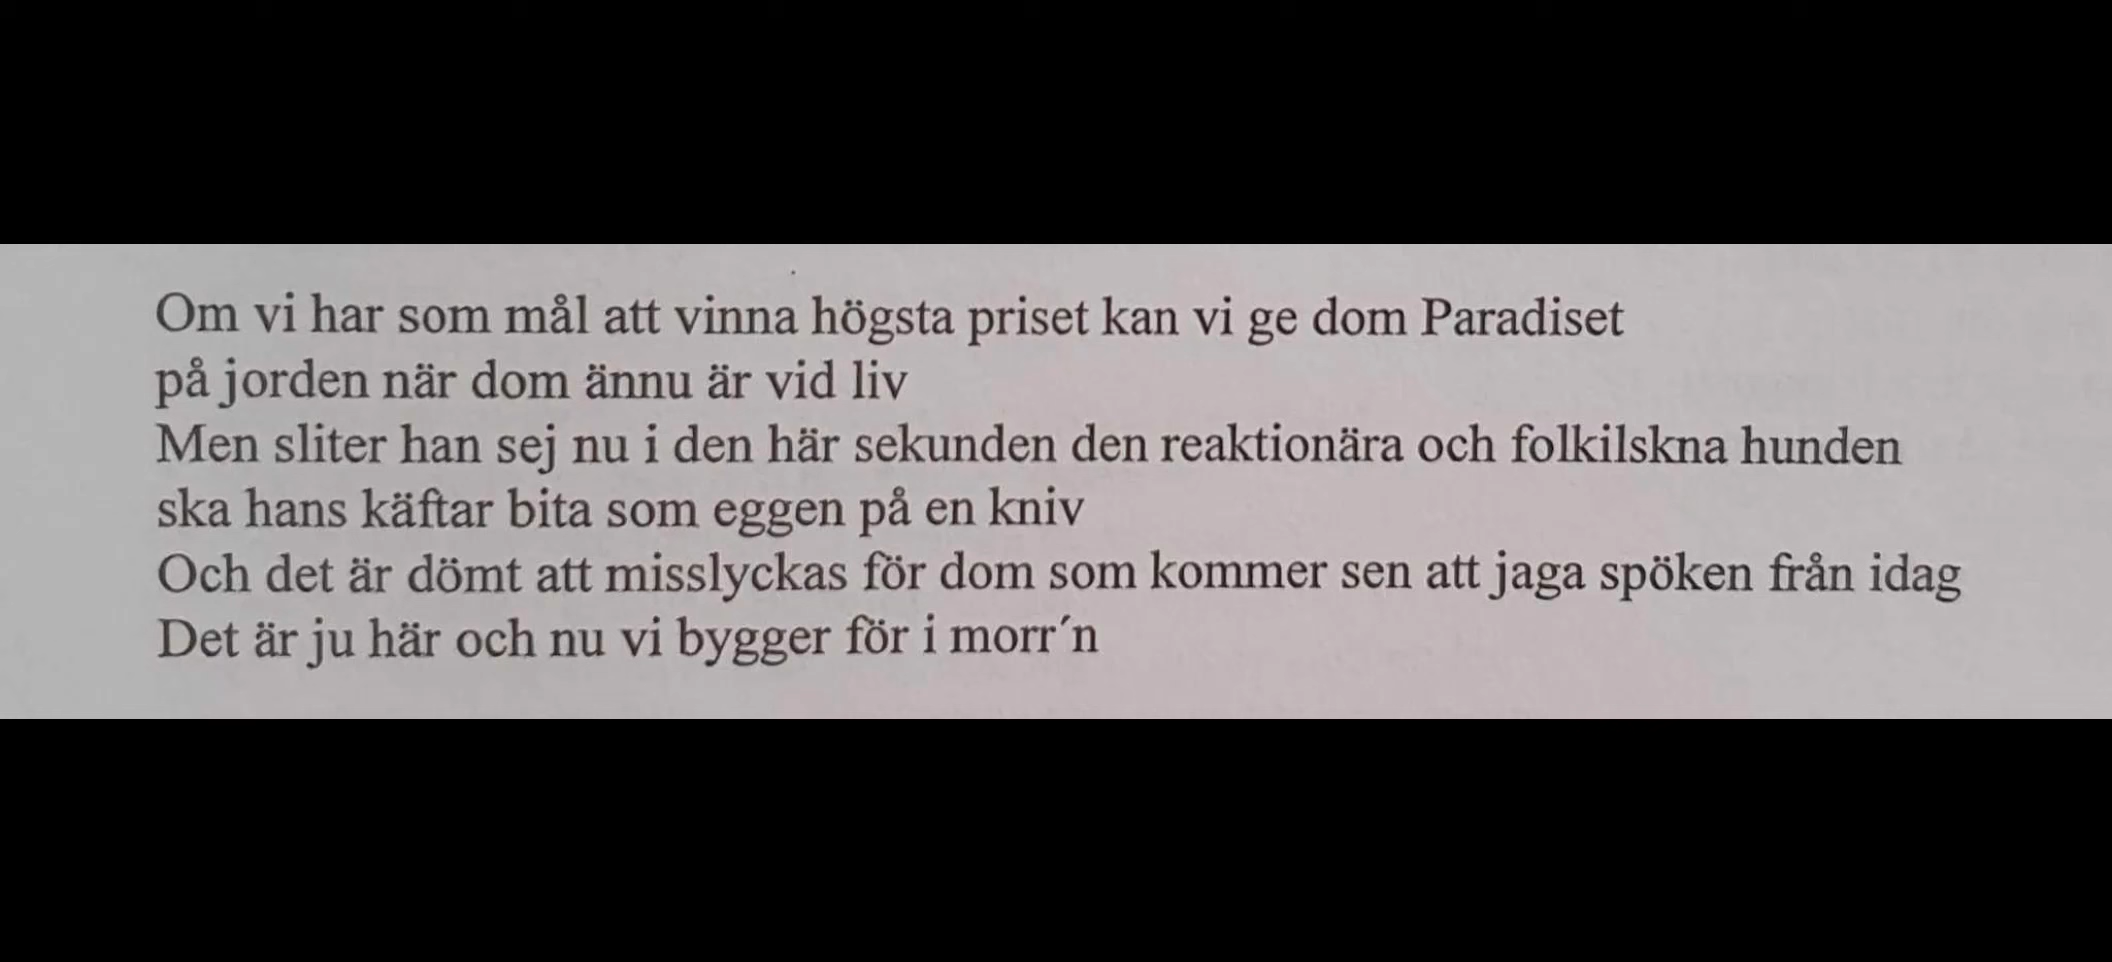 Om vi har som mål att vinna högsta priset kan vi ge dom Paradiset
på jorden när dom ännu är vid liv
Men sliter han sej nu i den här sekunden den reaktionära och folkilskna hunden
ska hans käftar bita som eggen på en kniv
Och det är dömt att misslyckas för dom som kommer sen att jaga spöken från idag
Det är ju här och nu vi bygger för i morr´n